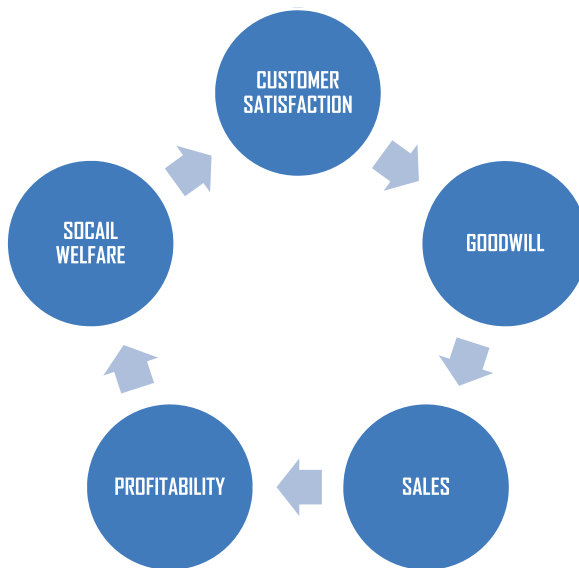 CUSTOMER
SATISFACTION
GOODWILL
SALES
PROFITABILITY
SOCAIL
WELFARE